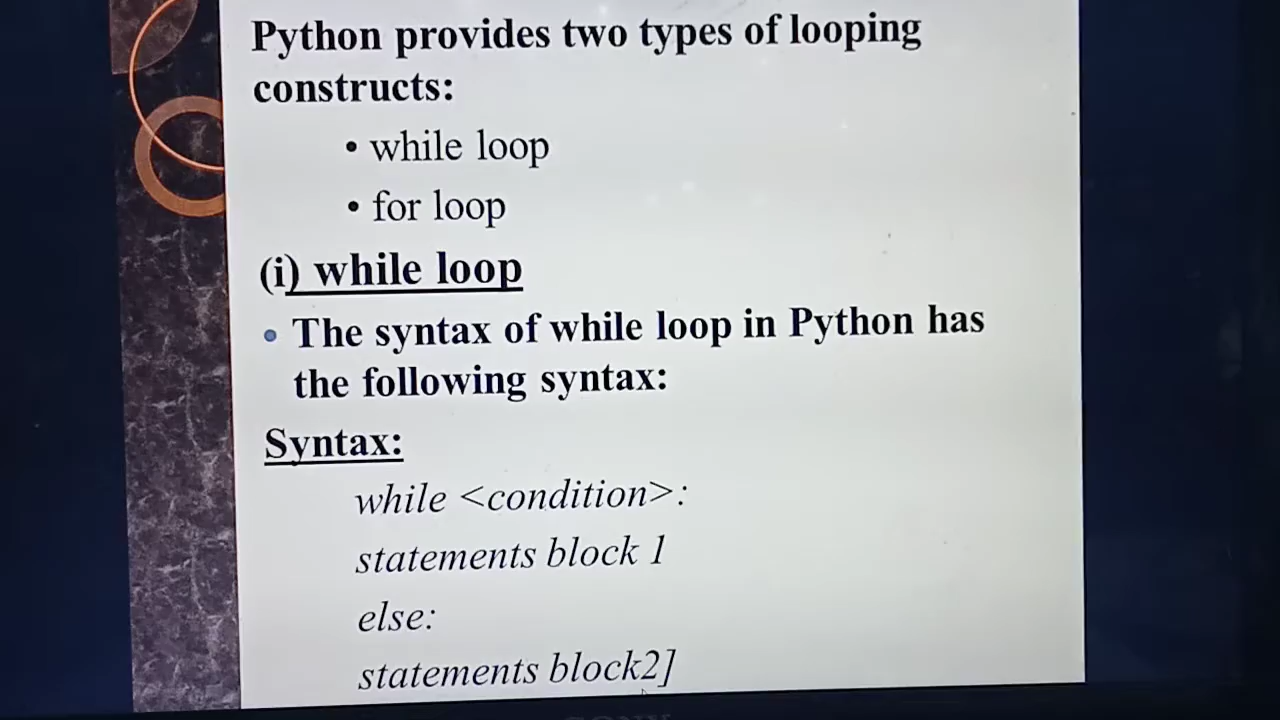 Python provides two types of looping
constructs:
• while loop
• for loop
(i) while loop
• The syntax of while loop in Python has
the following syntax:
Syntax:
while <condition>:
statements block 1
else:
statements block2]